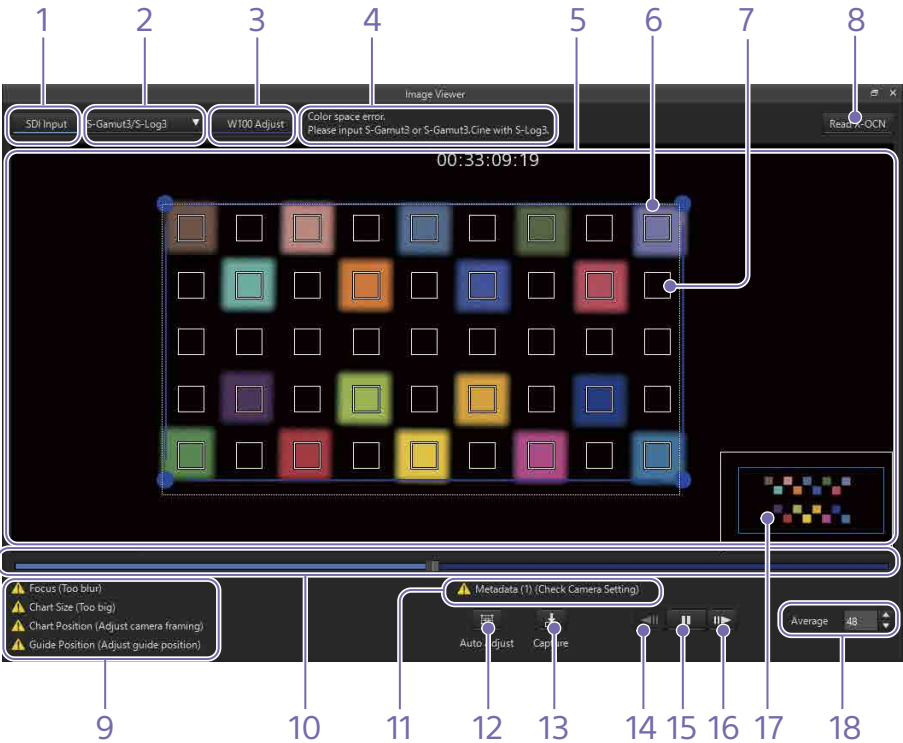 1 2 3 4 5 6 7 8
Image Viewer
SDI Input
S-Gamut3/S-Log3
W100 Adjust
Color space error.
Please input S-Gamut3 or S-Gamut3.Cine with S-Log3.
Read X-OCN
00:33:09:19
Focus (Too blur)
Chart Size (Too big)
Chart Position (Adjust camera framing)
Guide Position (Adjust guide position)
Metadata (1) (Check Camera Setting)
Auto Adjust
Capture
Average 48
9 10 11 12 13 14 15 16 17 18